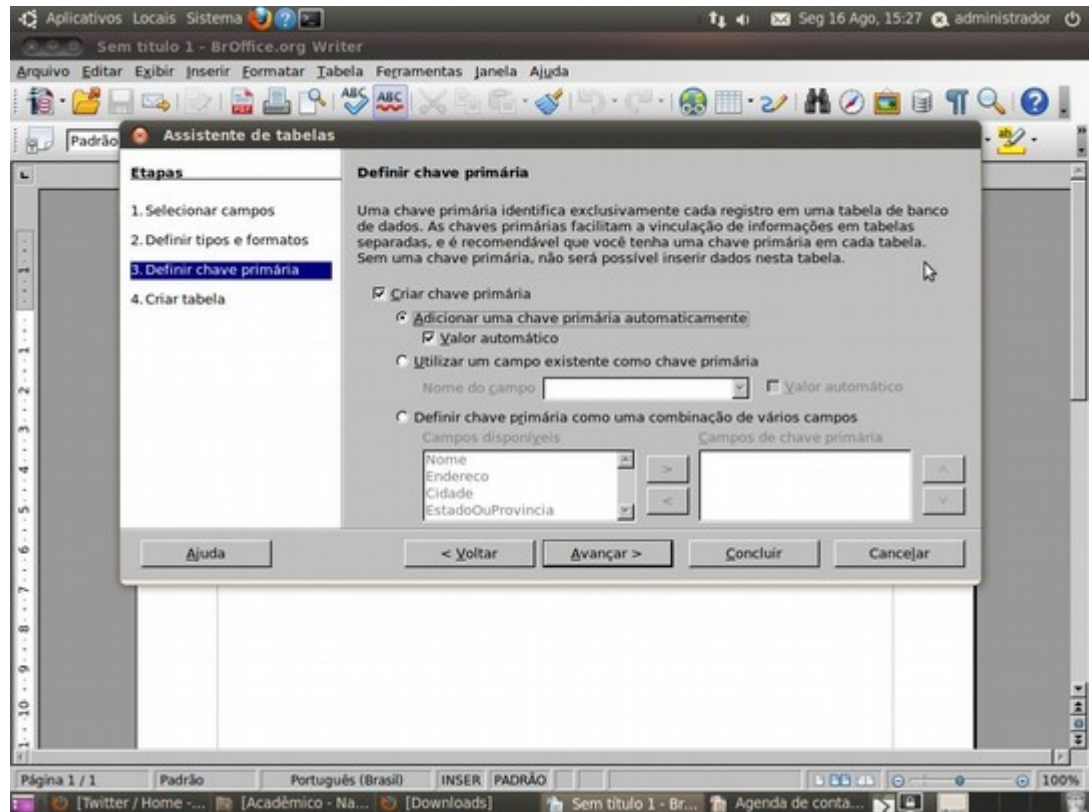 Aplicativos Locais Sistema Seg 16 Ago, 15:27 administrador
Sem título 1 - BrOffice.org Writer
Arquivo Editar Exibir Inserir Formatar Tabela Ferramentas Janela Ajuda
Padrão
Assistente de tabelas
Etapas
1. Selecionar campos
2. Definir tipos e formatos
3. Definir chave primária
4. Criar tabela
Definir chave primária
Uma chave primária identifica exclusivamente cada registro em uma tabela de banco
de dados. As chaves primárias facilitam a vinculação de informações em tabelas
separadas, e é recomendável que você tenha uma chave primária em cada tabela.
Sem uma chave primária, não será possível inserir dados nesta tabela.
Criar chave primária
Adicionar uma chave primária automaticamente
Valor automático
Utilizar um campo existente como chave primária
Nome do campo Valor automático
Definir chave primária como uma combinação de vários campos
Campos disponíveis Campos de chave primária
Nome
Endereco
Cidade
EstadoOuProvincia
> 
<
Ajuda < Voltar Avançar > Concluir Cancelar
Página 1 / 1 Padrão Português (Brasil) INSER PADRÃO 100%
[Twitter / Home -... [Acadêmico - Na... [Downloads] Sem título 1 - Br... Agenda de conta...